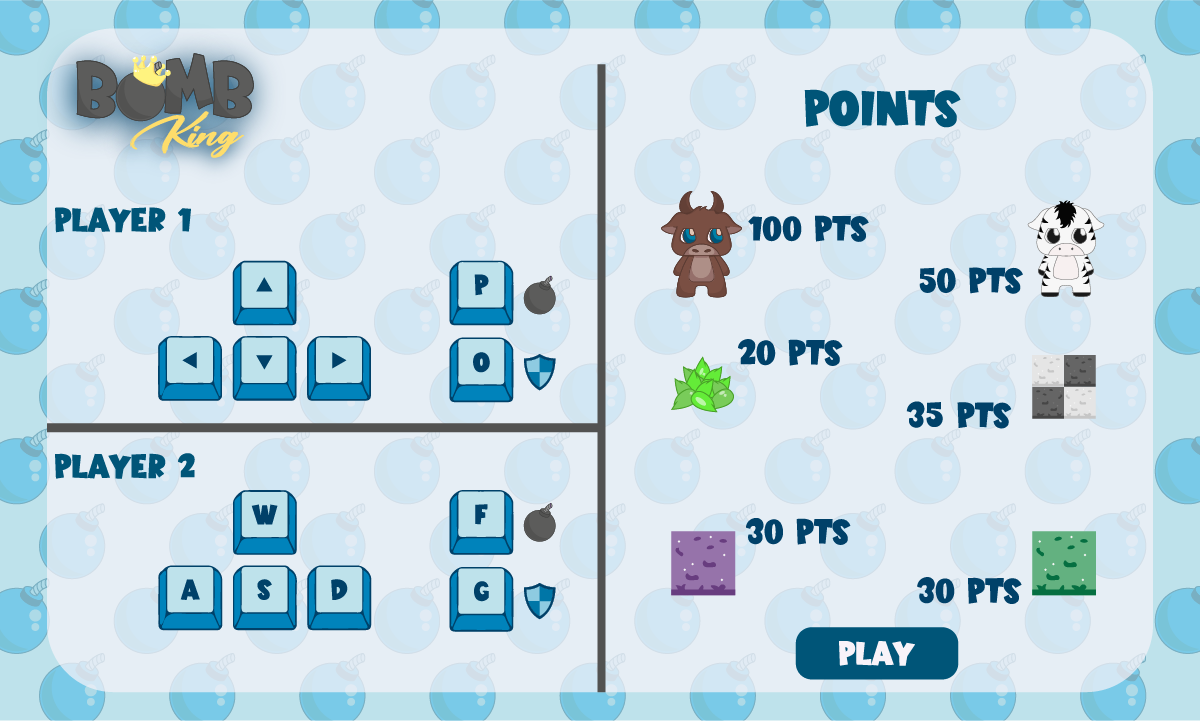 BOMB
King
PLAYER 1
P
O
PLAYER 2
W
F
A S D
G
POINTS
100 PTS
50 PTS
20 PTS
35 PTS
30 PTS
30 PTS
PLAY